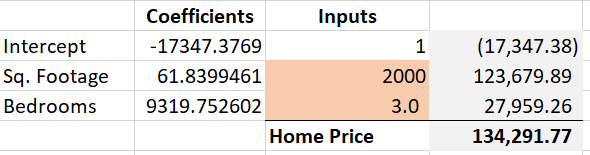 Coefficients Inputs
Intercept -17347.3769 1 (17,347.38)
Sq. Footage 61.8399461 2000 123,679.89
Bedrooms 9319.752602 3.0 27,959.26
Home Price 134,291.77